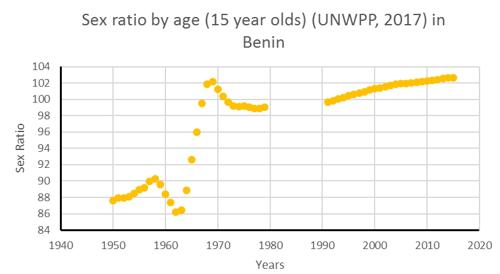 Sex ratio by age (15 year olds) (UNWPP, 2017) in
Benin
104
102
100
98
96
94
92
90
88
86
84
Sex Ratio
1940 1950 1960 1970 1980 1990 2000 2010 2020
Years